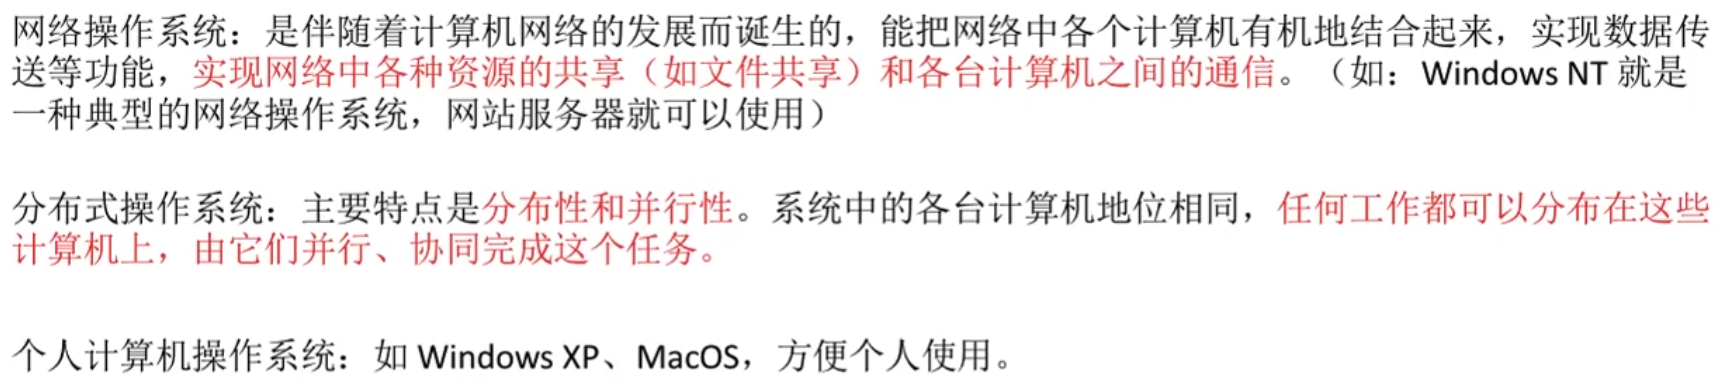 网络操作系统：是伴随着计算机网络的发展而诞生的，能把网络中各个计算机有机地结合起来，实现数据传
送等功能，实现网络中各种资源的共享（如文件共享）和各台计算机之间的通信。（如：Windows NT 就是
一种典型的网络操作系统，网站服务器就可以使用）
分布式操作系统：主要特点是分布性和并行性。系统中的各台计算机地位相同，任何工作都可以分布在这些
计算机上，由它们并行、协同完成这个任务。
个人计算机操作系统：如 Windows XP、MacOS，方便个人使用。